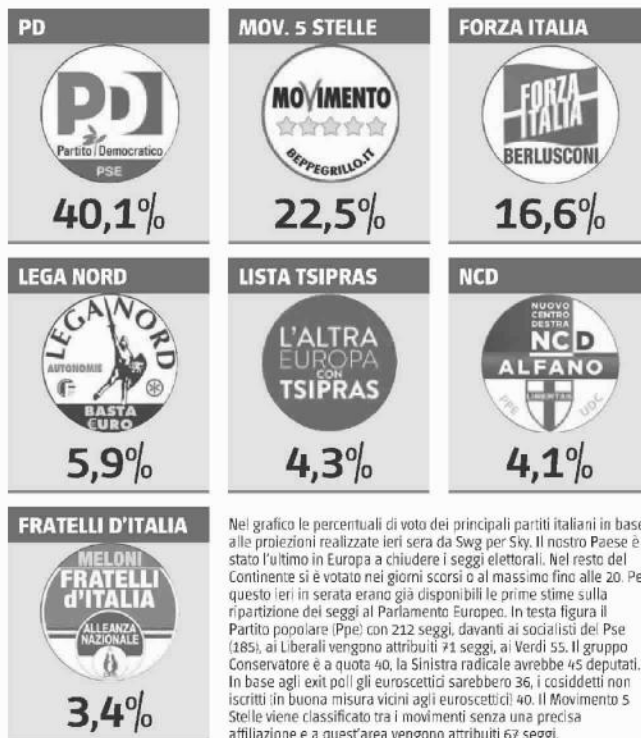 PD
PD
Partito Democratico
PSE
40,1%
MOV. 5 STELLE
MOVIMENTO
BEPPEGRILLO.IT
22,5%
FORZA ITALIA
FORZA
ITALIA
BERLUSCONI
16,6%
LEGA NORD
LEGA NORD
AUTONOMIE
BASTA
€URO
5,9%
LISTA TSIPRAS
L'ALTRA
EUROPA
CON
TSIPRAS
4,3%
NCD
NUOVO
CENTRO
DESTRA
NCD
ALFANO
LIBERTAS
PPE UDC
4,1%
FRATELLI D'ITALIA
MELONI
FRATELLI
d'ITALIA
ALLEANZA
NAZIONALE
3,4%
Nel grafico le percentuali di voto dei principali partiti italiani in base
alle proiezioni realizzate ieri sera da Swg per Sky. Il nostro Paese è
stato l'ultimo in Europa a chiudere i seggi elettorali. Nel resto del
Continente si è votato nei giorni scorsi o al massimo fino alle 20. Pe
questo ieri in serata erano già disponibili le prime stime sulla
ripartizione dei seggi al Parlamento Europeo. In testa figura il
Partito popolare (Ppe) con 212 seggi, davanti ai socialisti del Pse
(185), ai Liberali vengono attribuiti 71 seggi, ai Verdi 55. Il gruppo
Conservatore è a quota 40, la Sinistra radicale avrebbe 45 deputati.
In base agli exit poll gli euroscettici sarebbero 36, i cosiddetti non
iscritti (in buona misura vicini agli euroscettici) 40. Il Movimento 5
Stelle viene classificato tra i movimenti senza una precisa
affiliazione e a quest'area vengono attribuiti 67 seggi.